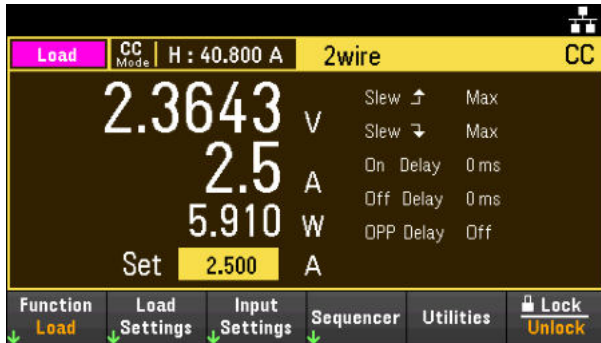 Load CC Mode H : 40.800 A 2wire CC
2.3643 V
2.5 A
5.910 W
Set 2.500 A
Slew Max
Slew Max
On Delay 0 ms
Off Delay 0 ms
OPP Delay Off
Function Load
Load Settings
Input Settings
Sequencer
Utilities
Lock Unlock